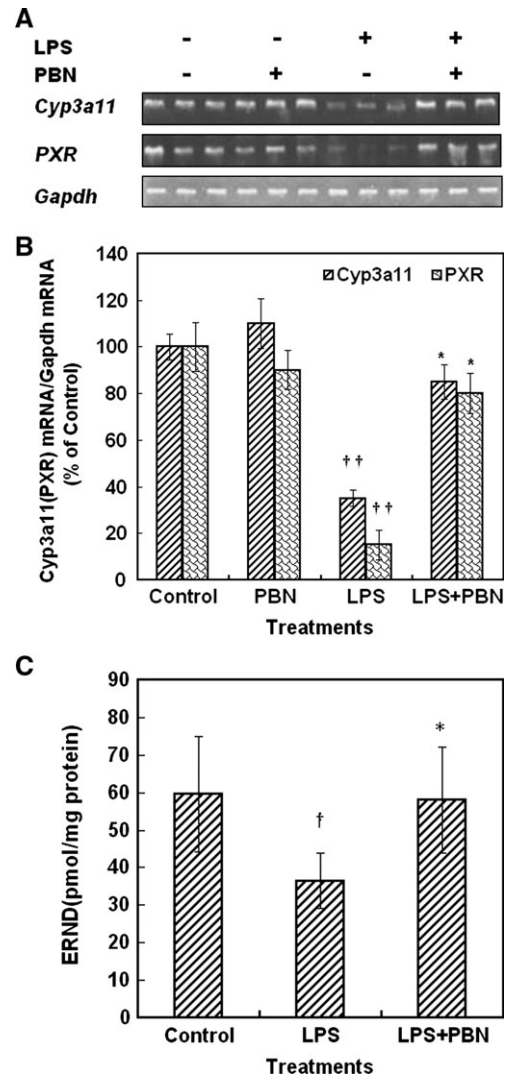 A
LPS - - + +
PBN - + - +
Cyp3a11
PXR
Gapdh
B
Cyp3a11(PXR) mRNA/Gapdh mRNA
(% of Control)
140
120
100
80
60
40
20
0
Cyp3a11 PXR
† †
† †
* *
Control PBN LPS LPS+PBN
Treatments
C
ERND(pmol/mg protein)
90
80
70
60
50
40
30
20
10
0
†
*
Control LPS LPS+PBN
Treatments